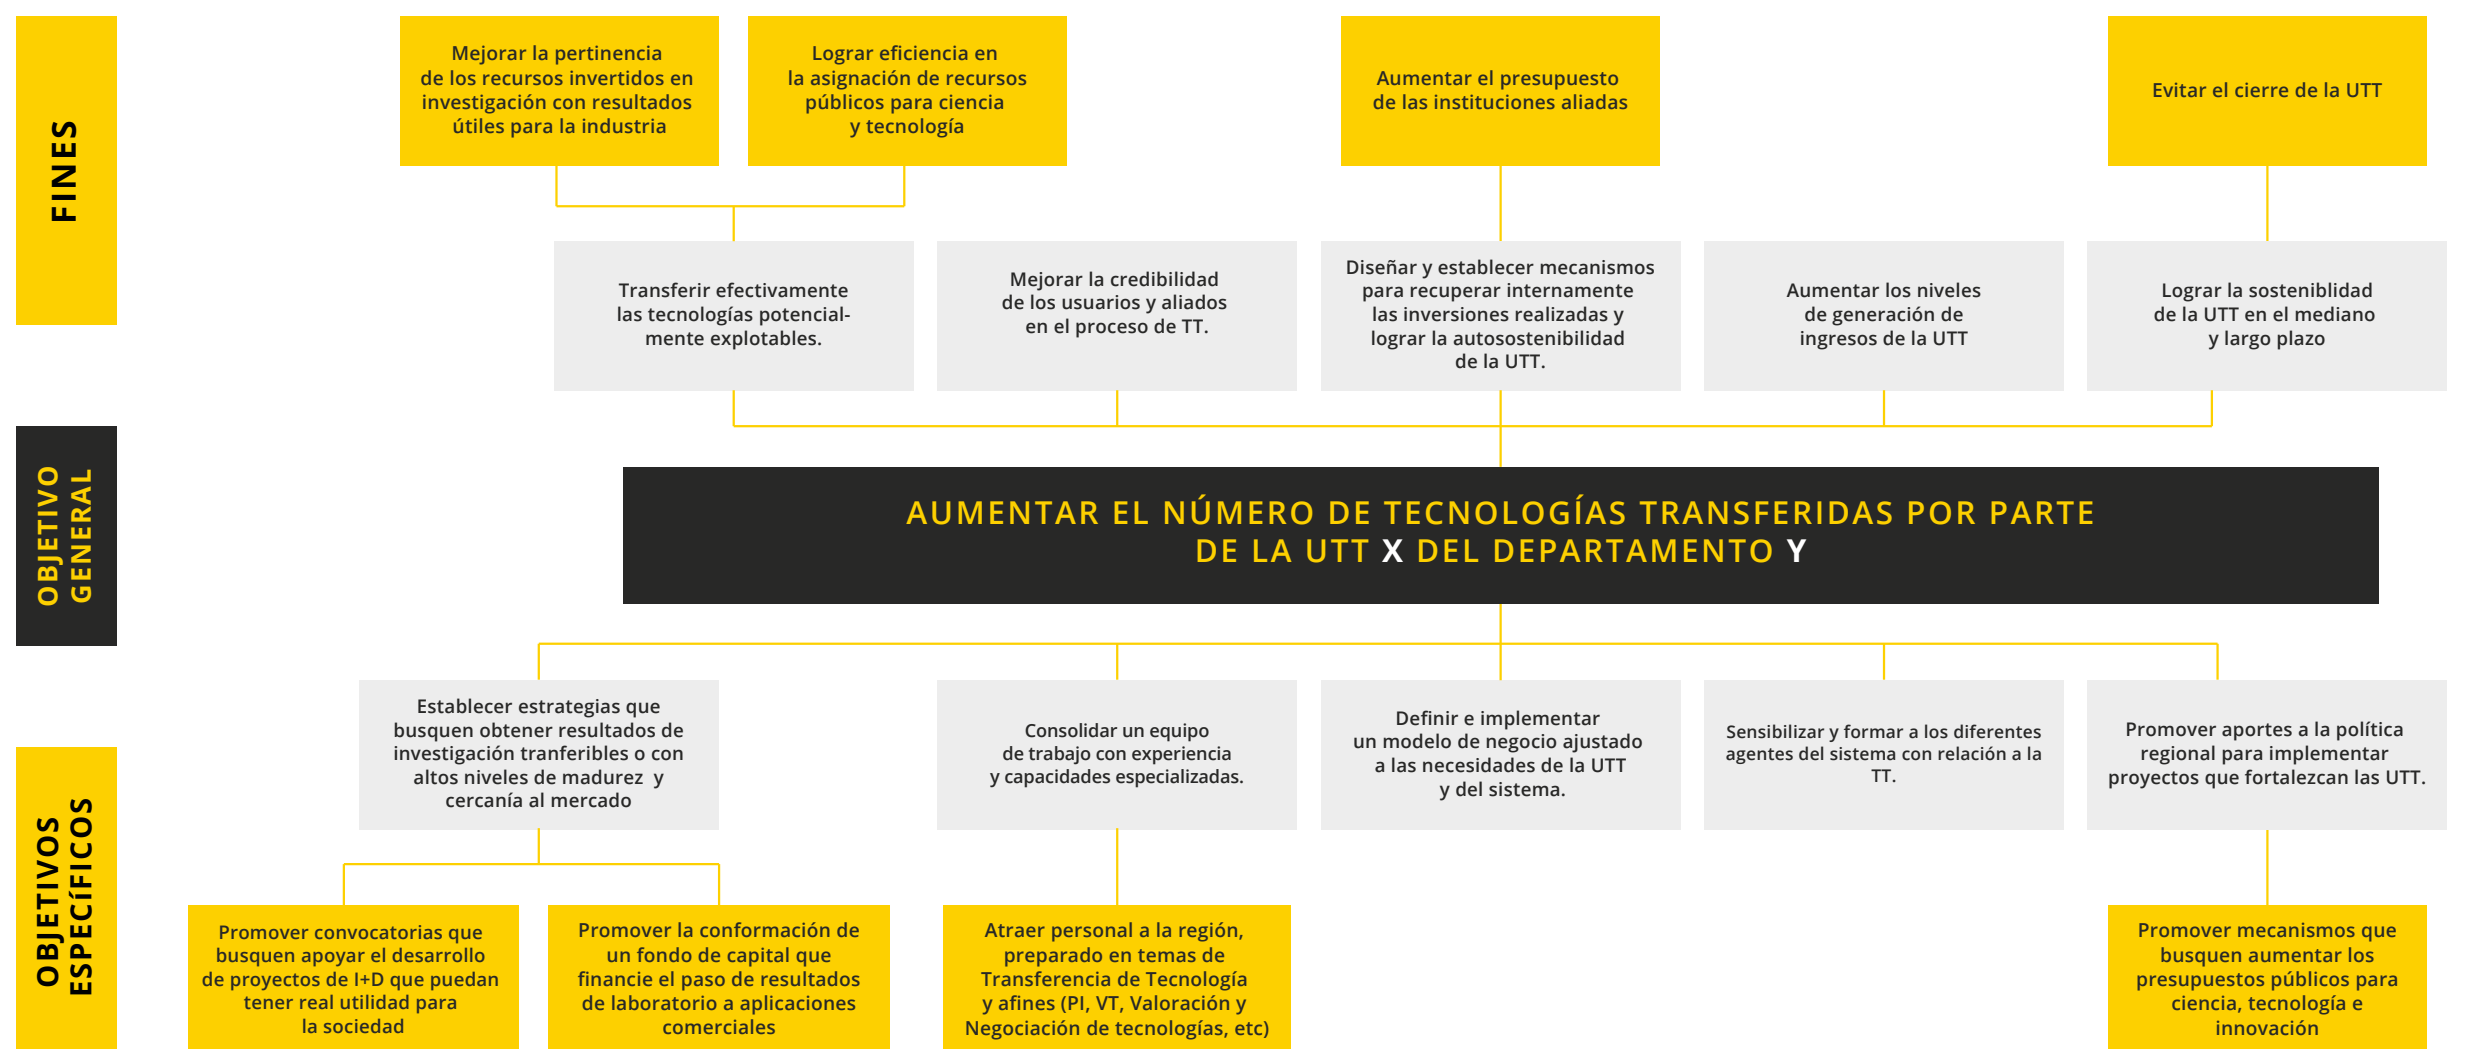 FINES
Mejorar la pertinencia
de los recursos invertidos en
investigación con resultados
útiles para la industria
Lograr eficiencia en
la asignación de recursos
públicos para ciencia
y tecnología
Aumentar el presupuesto
de las instituciones aliadas
Evitar el cierre de la UTT
Transferir efectivamente
las tecnologías potencial-
mente explotables.
Mejorar la credibilidad
de los usuarios y aliados
en el proceso de TT.
Diseñar y establecer mecanismos
para recuperar internamente
las inversiones realizadas y
lograr la autosostenibilidad
de la UTT.
Aumentar los niveles
de generación de
ingresos de la UTT
Lograr la sosteniblidad
de la UTT en el mediano
y largo plazo
OBJETIVO
GENERAL
AUMENTAR EL NÚMERO DE TECNOLOGÍAS TRANSFERIDAS POR PARTE
DE LA UTT X DEL DEPARTAMENTO Y
OBJETIVOS
ESPECÍFICOS
Establecer estrategias que
busquen obtener resultados de
investigación tranferibles o con
altos niveles de madurez y
cercanía al mercado
Consolidar un equipo
de trabajo con experiencia
y capacidades especializadas.
Definir e implementar
un modelo de negocio ajustado
a las necesidades de la UTT
y del sistema.
Sensibilizar y formar a los diferentes
agentes del sistema con relación a la
TT.
Promover aportes a la política
regional para implementar
proyectos que fortalezcan las UTT.
Promover convocatorias que
busquen apoyar el desarrollo
de proyectos de I+D que puedan
tener real utilidad para
la sociedad
Promover la conformación de
un fondo de capital que
financie el paso de resultados
de laboratorio a aplicaciones
comerciales
Atraer personal a la región,
preparado en temas de
Transferencia de Tecnología
y afines (PI, VT, Valoración y
Negociación de tecnologías, etc)
Promover mecanismos que
busquen aumentar los
presupuestos públicos para
ciencia, tecnología e
innovación